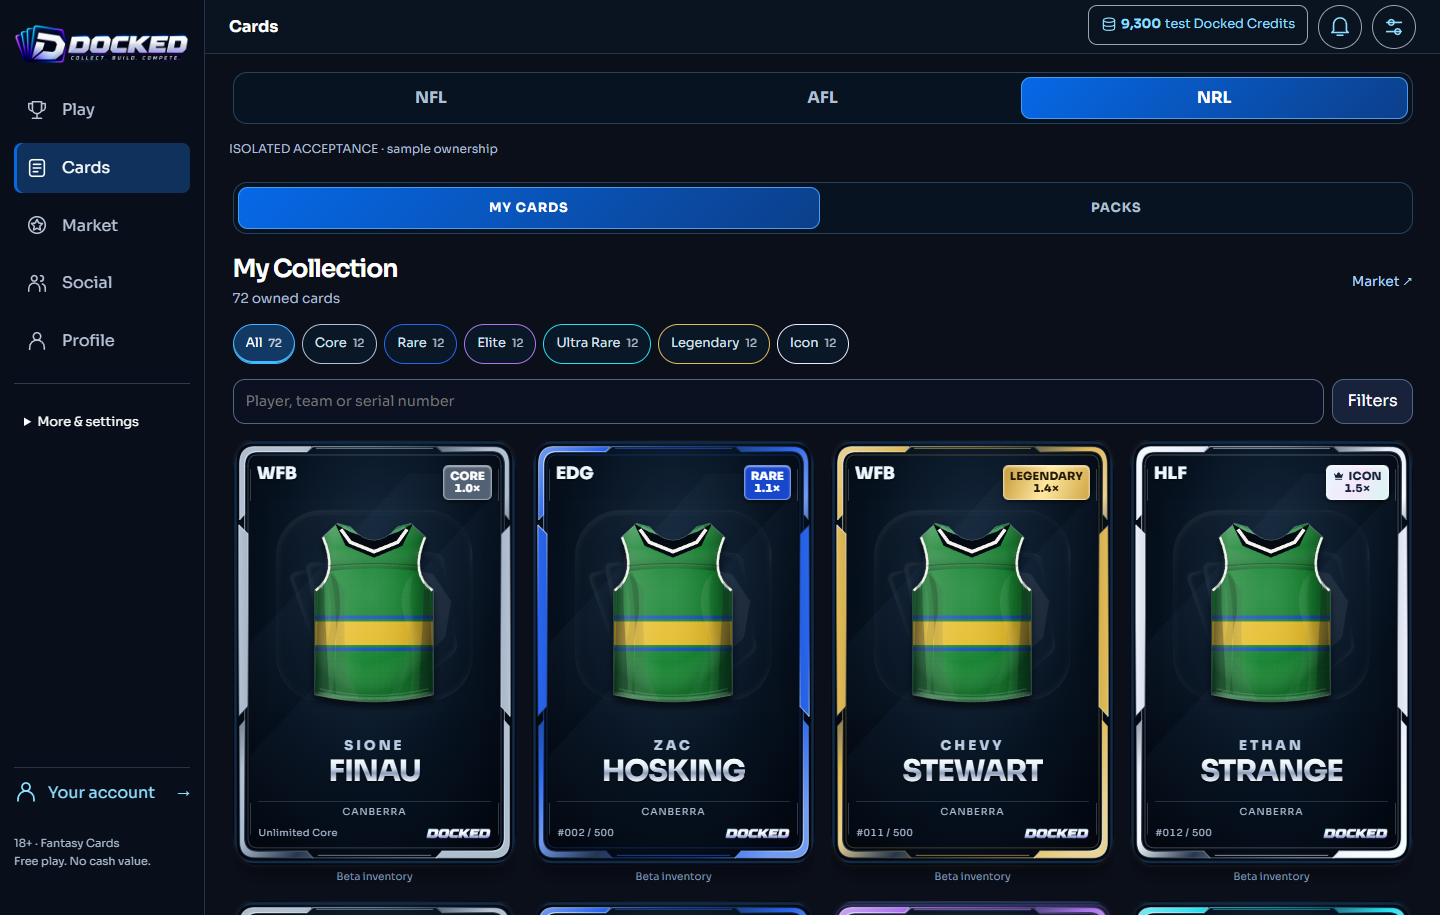 DOCKED
COLLECT. BUILD. COMPETE.
Play
Cards
Market
Social
Profile
More & settings
Your account →
18+ · Fantasy Cards
Free play. No cash value.
Cards
9,300 test Docked Credits
NFL
AFL
NRL
ISOLATED ACCEPTANCE · sample ownership
MY CARDS
PACKS
My Collection
72 owned cards
Market ↗
All 72
Core 12
Rare 12
Elite 12
Ultra Rare 12
Legendary 12
Icon 12
Player, team or serial number
Filters
WFB
CORE
1.0×
SIONE
FINAU
CANBERRA
Unlimited Core
DOCKED
Beta inventory
EDG
RARE
1.1×
ZAC
HOSKING
CANBERRA
#002 / 500
DOCKED
Beta inventory
WFB
LEGENDARY
1.4×
CHEVY
STEWART
CANBERRA
#011 / 500
DOCKED
Beta inventory
HLF
ICON
1.5×
ETHAN
STRANGE
CANBERRA
#012 / 500
DOCKED
Beta inventory